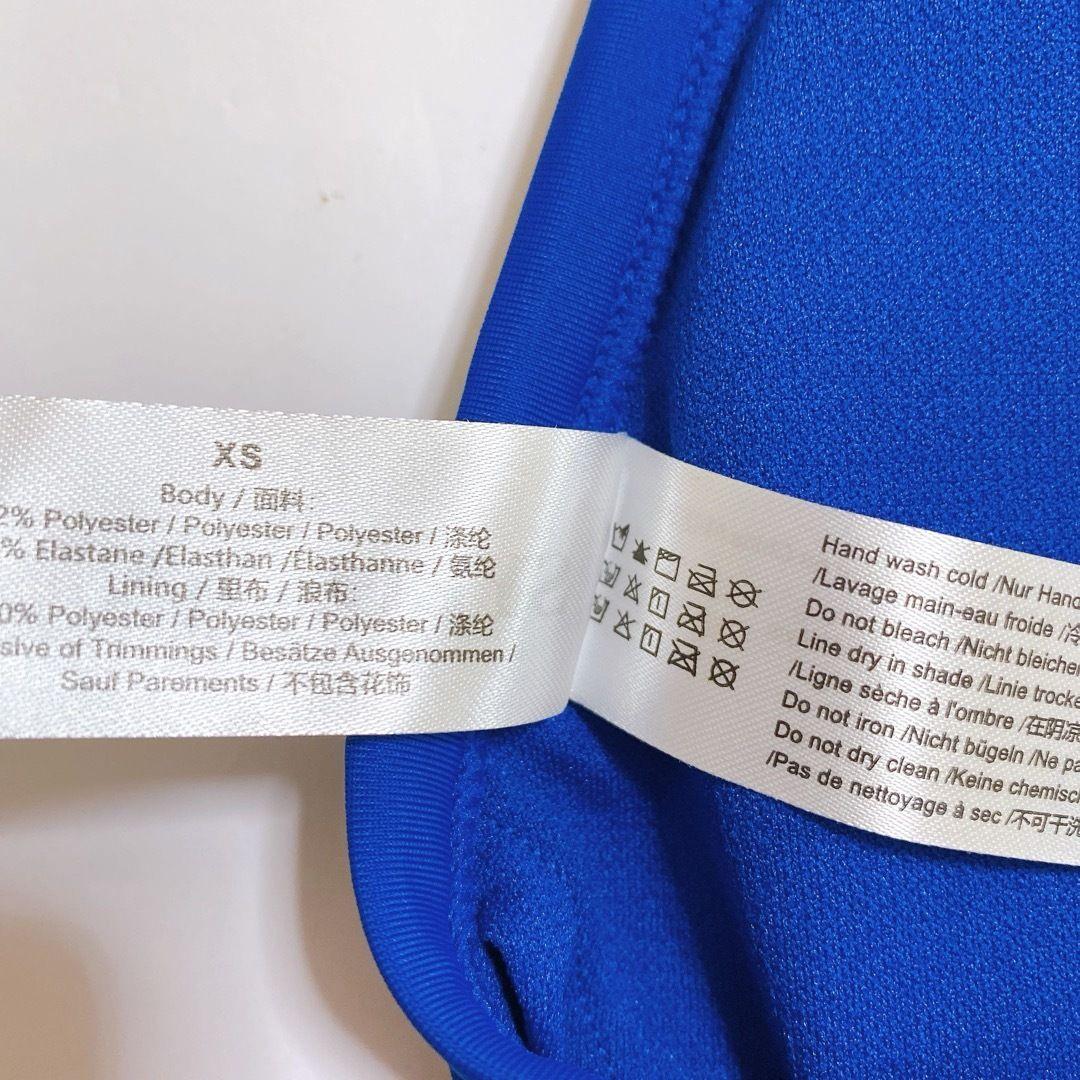 XS
Body / 面料:
2% Polyester / Polyester / Polyester / 涤纶
% Elastane /Elasthan /Élasthanne / 氨纶
Lining / 里布 / 浪布:
0% Polyester / Polyester / Polyester / 涤纶
sive of Trimmings / Besätze Ausgenommen /
Sauf Parements / 不包含花饰
Hand wash cold /Nur Hand
/Lavage main-eau froide /冷
Do not bleach /Nicht bleichen
Line dry in shade /Linie trocke
/Ligne sèche à l'ombre /在阴凉
Do not iron /Nicht bügeln /Ne pa
Do not dry clean /Keine chemisch
/Pas de nettoyage à sec /不可干洗